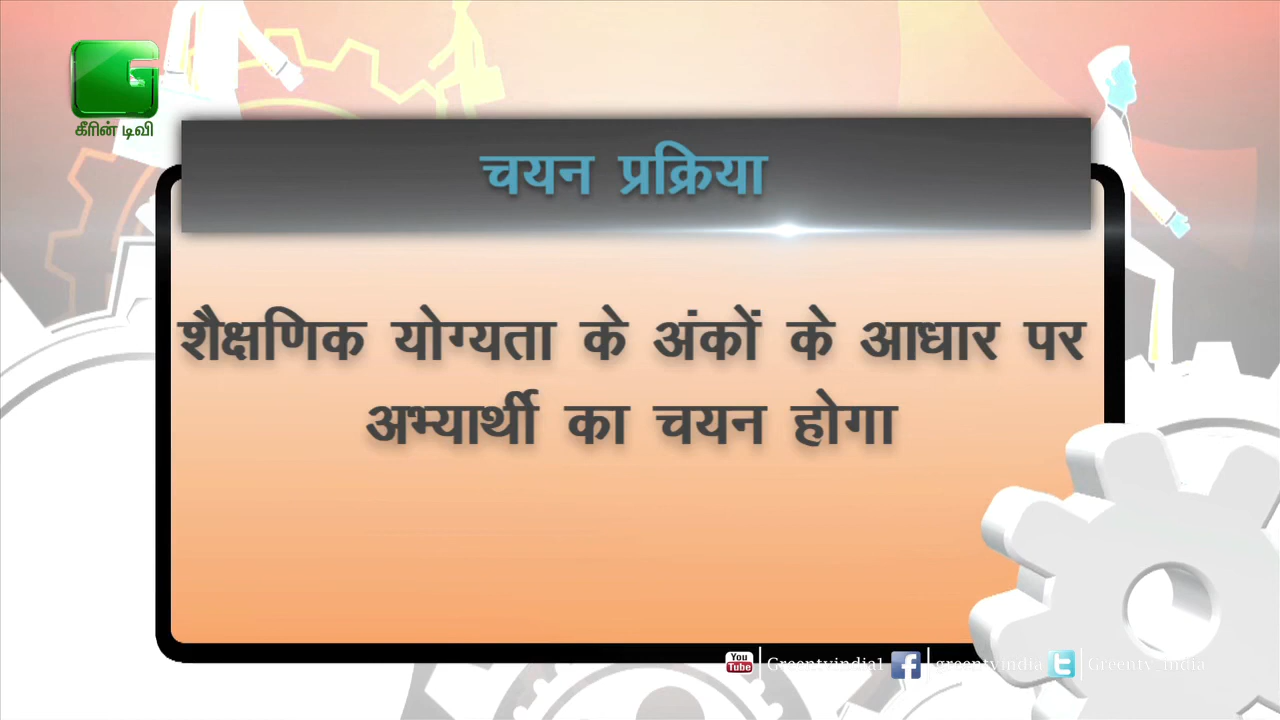 கீரின் டிவி
चयन प्रक्रिया
शैक्षणिक योग्यता के अंकों के आधार पर
अभ्यार्थी का चयन होगा
You Tube Greentvindia1 greentvindia Greentv_india